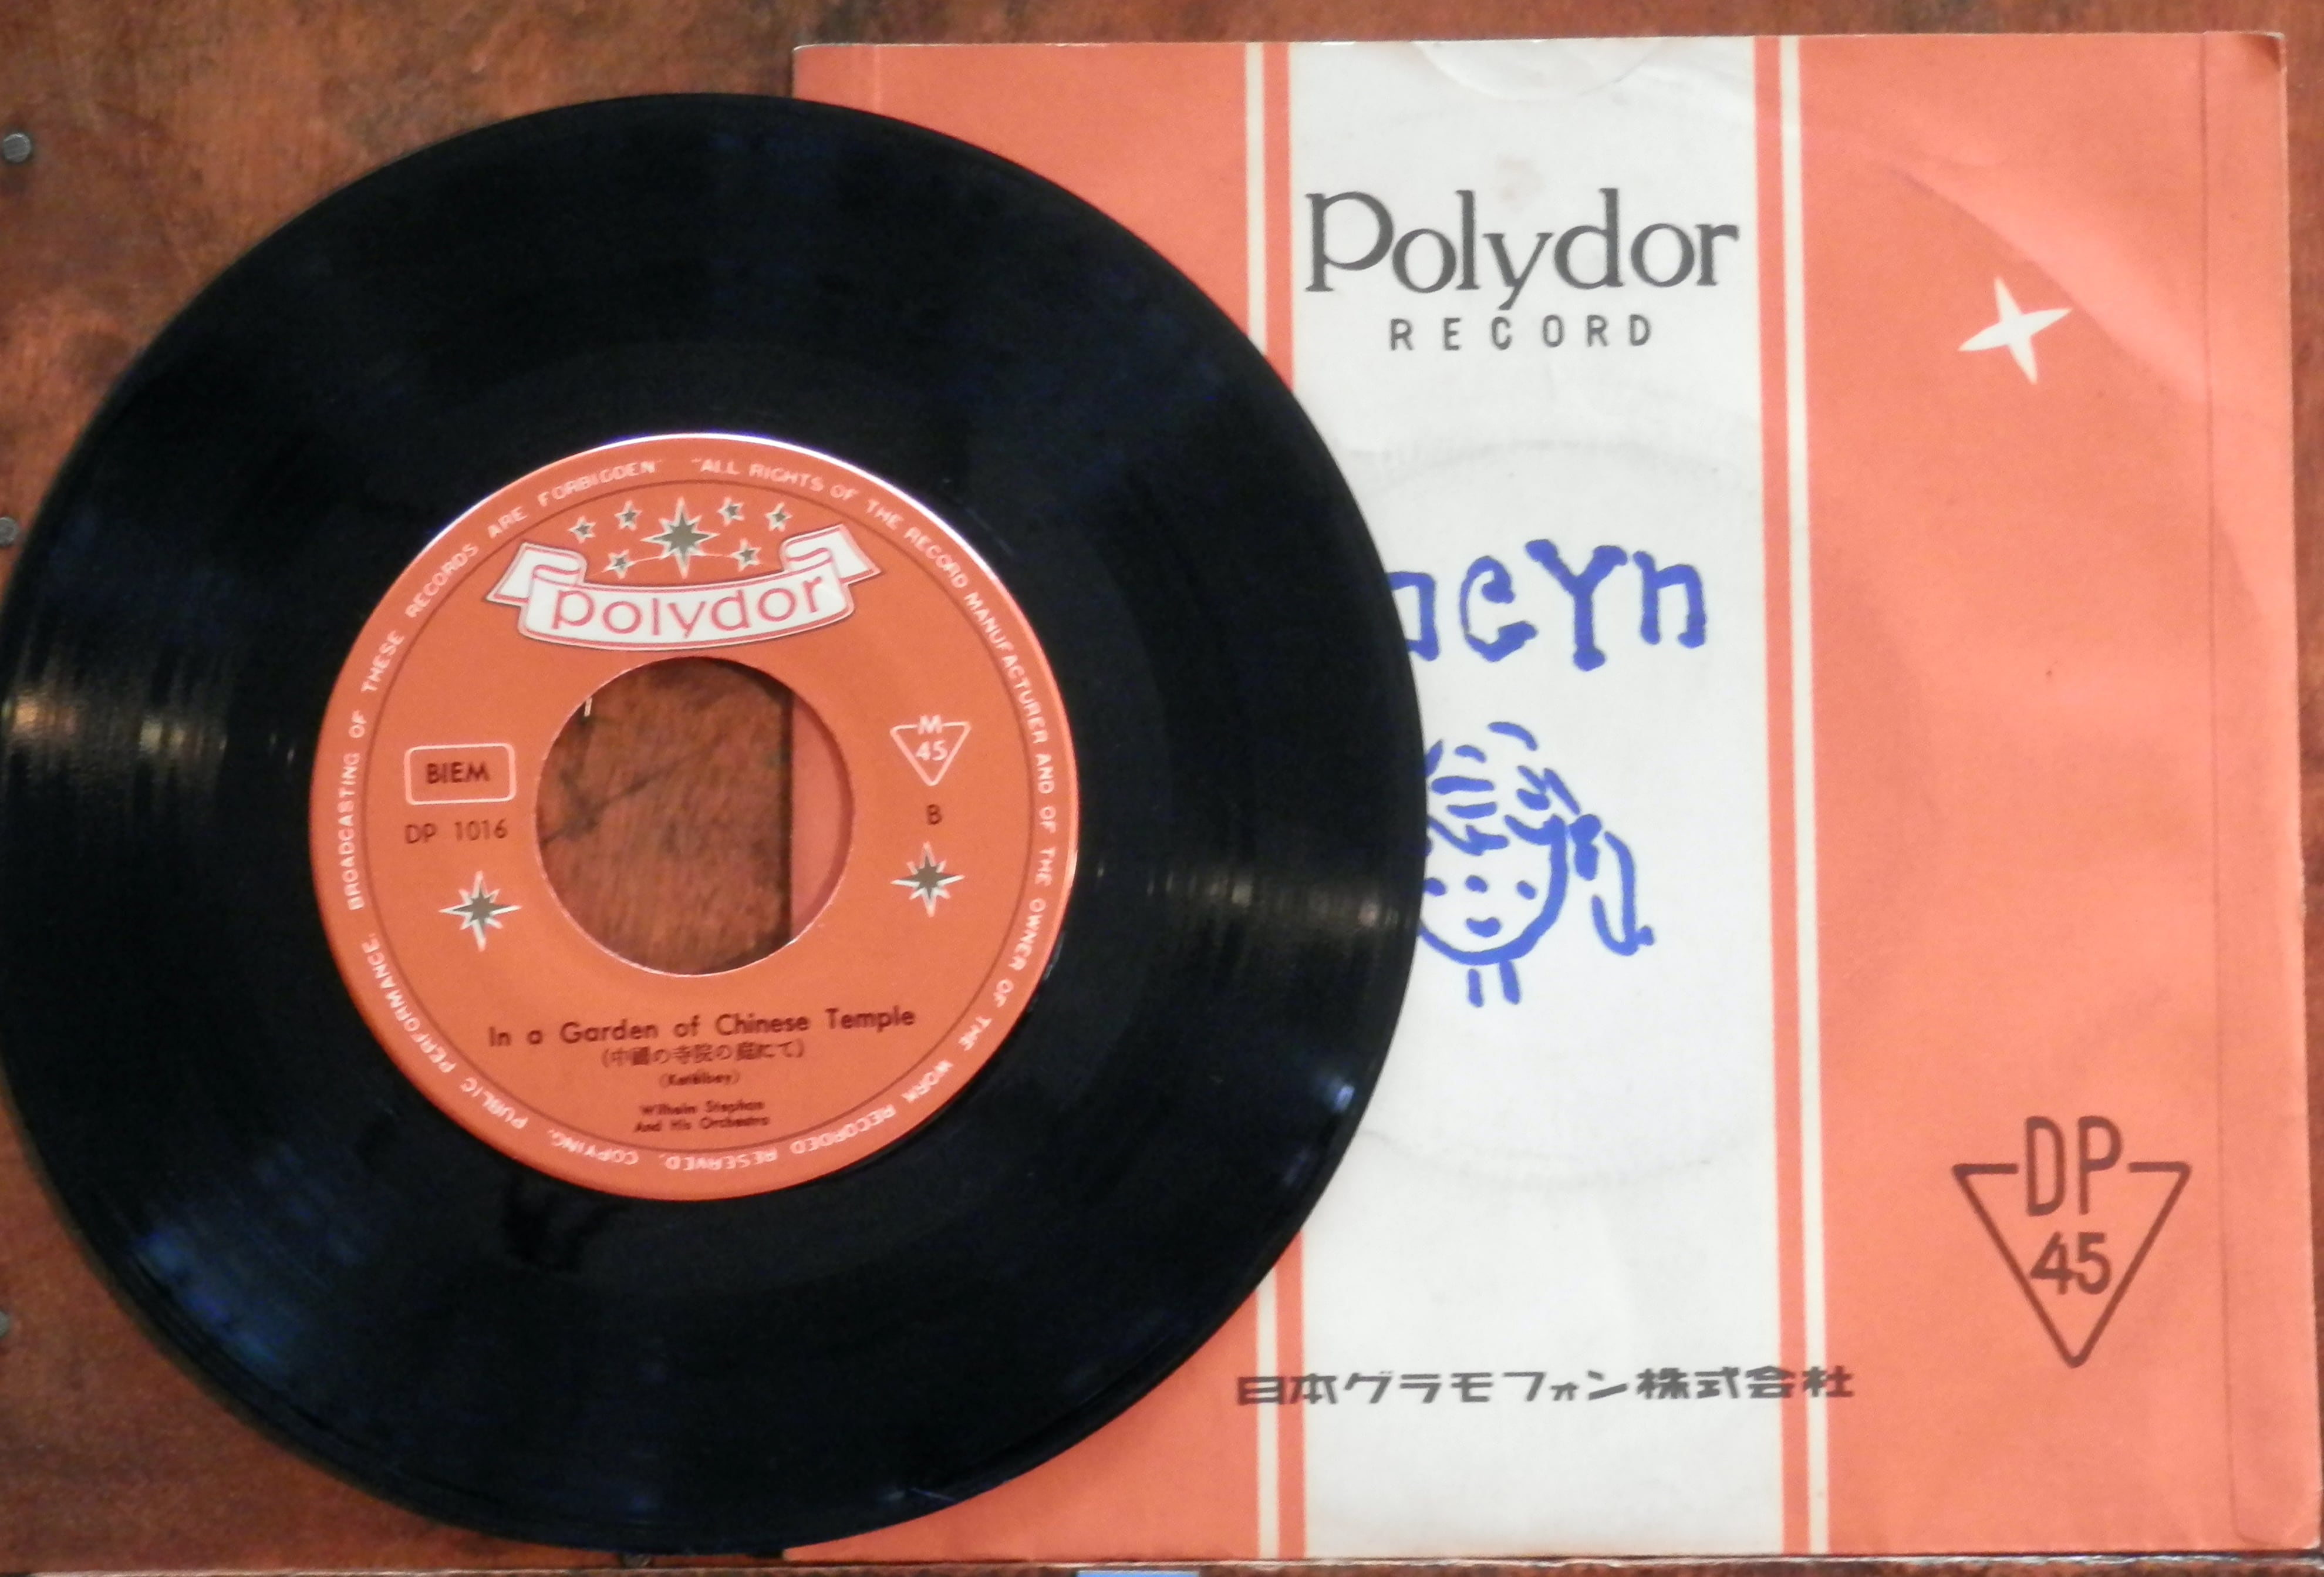 "ALL RIGHTS OF THE RECORD MANUFACTURER AND OF THE OWNER OF THE WORK RECORDED RESERVED. COPYING, PUBLIC PERFORMANCE, BROADCASTING OF THESE RECORDS ARE FORBIDDEN"
polydor
BIEM
DP 1016
M
45
B
In a Garden of Chinese Temple
(中國の寺院の庭にて)
(Ketèlbey)
Wilhelm Stephan
And His Orchestra
Polydor
RECORD
DP
45
日本グラモフォン株式会社